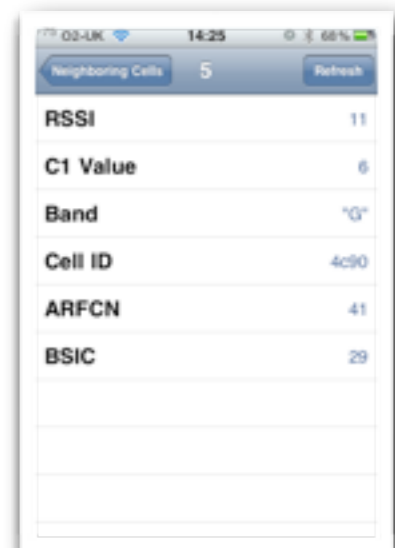 O2-UK 14:25 68%
Neighboring Cells 5 Refresh
RSSI 11
C1 Value 6
Band "G"
Cell ID 4c90
ARFCN 41
BSIC 29